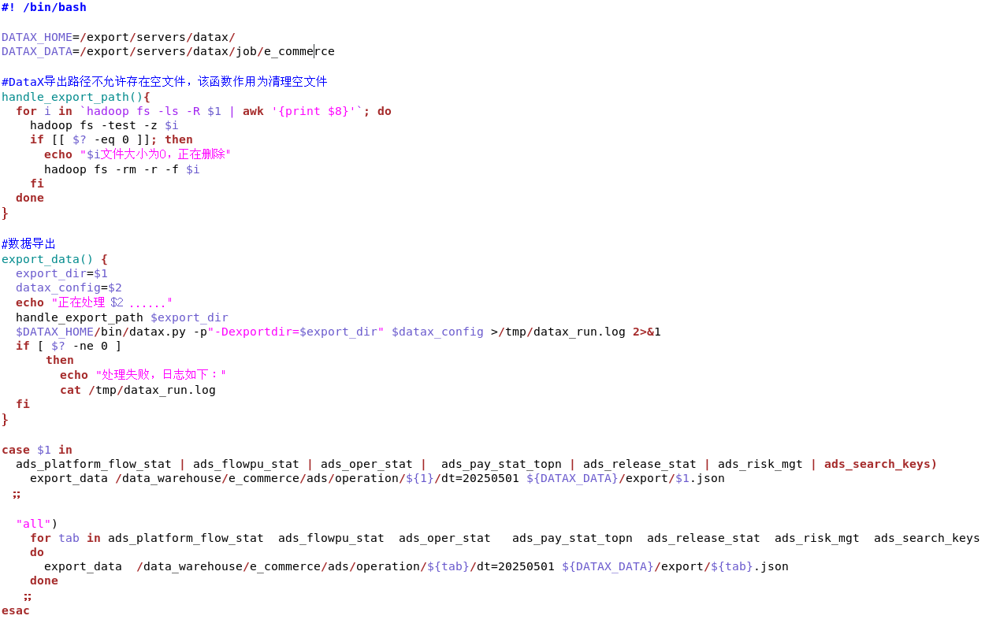 #! /bin/bash

DATAX_HOME=/export/servers/datax/
DATAX_DATA=/export/servers/datax/job/e_commerce

#DataX导出路径不允许存在空文件，该函数作用为清理空文件
handle_export_path(){
  for i in `hadoop fs -ls -R $1 | awk '{print $8}'`; do
    hadoop fs -test -z $i
    if [[ $? -eq 0 ]]; then
      echo "$i文件大小为0，正在删除"
      hadoop fs -rm -r -f $i
    fi
  done
}

#数据导出
export_data() {
  export_dir=$1
  datax_config=$2
  echo "正在处理 $2 ......"
  handle_export_path $export_dir
  $DATAX_HOME/bin/datax.py -p"-Dexportdir=$export_dir" $datax_config >/tmp/datax_run.log 2>&1
  if [ $? -ne 0 ]
      then
        echo "处理失败，日志如下："
        cat /tmp/datax_run.log
  fi
}

case $1 in
  ads_platform_flow_stat | ads_flowpu_stat | ads_oper_stat |  ads_pay_stat_topn | ads_release_stat | ads_risk_mgt | ads_search_keys)
    export_data /data_warehouse/e_commerce/ads/operation/${1}/dt=20250501 ${DATAX_DATA}/export/$1.json
  ;;

  "all")
    for tab in ads_platform_flow_stat  ads_flowpu_stat  ads_oper_stat   ads_pay_stat_topn  ads_release_stat  ads_risk_mgt  ads_search_keys
    do
      export_data  /data_warehouse/e_commerce/ads/operation/${tab}/dt=20250501 ${DATAX_DATA}/export/${tab}.json
    done
    ;;
esac